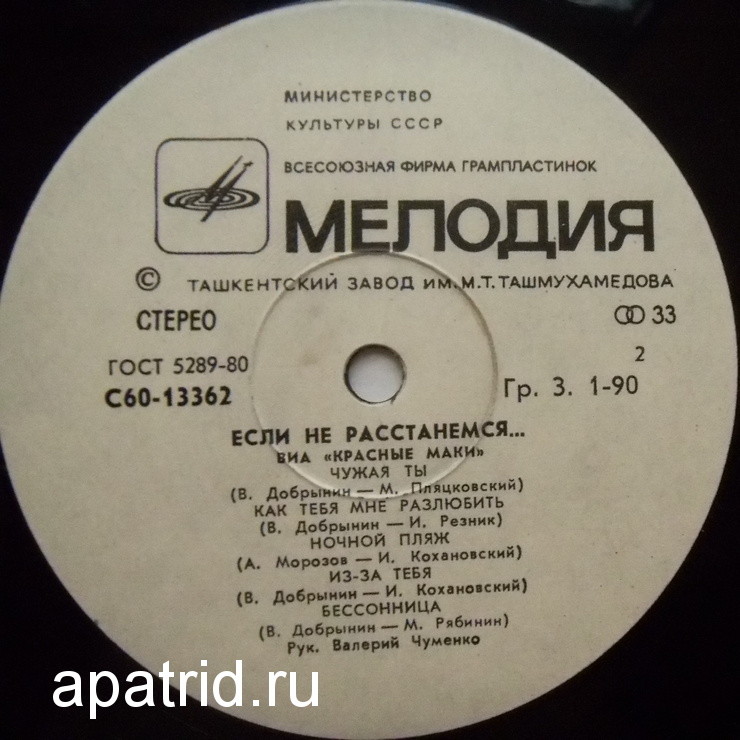 МИНИСТЕРСТВО
КУЛЬТУРЫ СССР
ВСЕСОЮЗНАЯ ФИРМА ГРАМПЛАСТИНОК
МЕЛОДИЯ
© ТАШКЕНТСКИЙ ЗАВОД ИМ.М.Т.ТАШМУХАМЕДОВА
СТЕРЕО 33
ГОСТ 5289-80 2
С60-13362 Гр. 3. 1-90
ЕСЛИ НЕ РАССТАНЕМСЯ...
ВИА «КРАСНЫЕ МАКИ»
ЧУЖАЯ ТЫ
(В. Добрынин — М. Пляцковский)
КАК ТЕБЯ МНЕ РАЗЛЮБИТЬ
(В. Добрынин — И. Резник)
НОЧНОЙ ПЛЯЖ
(А. Морозов — И. Кохановский)
ИЗ-ЗА ТЕБЯ
(В. Добрынин — И. Кохановский)
БЕССОННИЦА
(В. Добрынин — М. Рябинин)
Рук. Валерий Чуменко
apatrid.ru